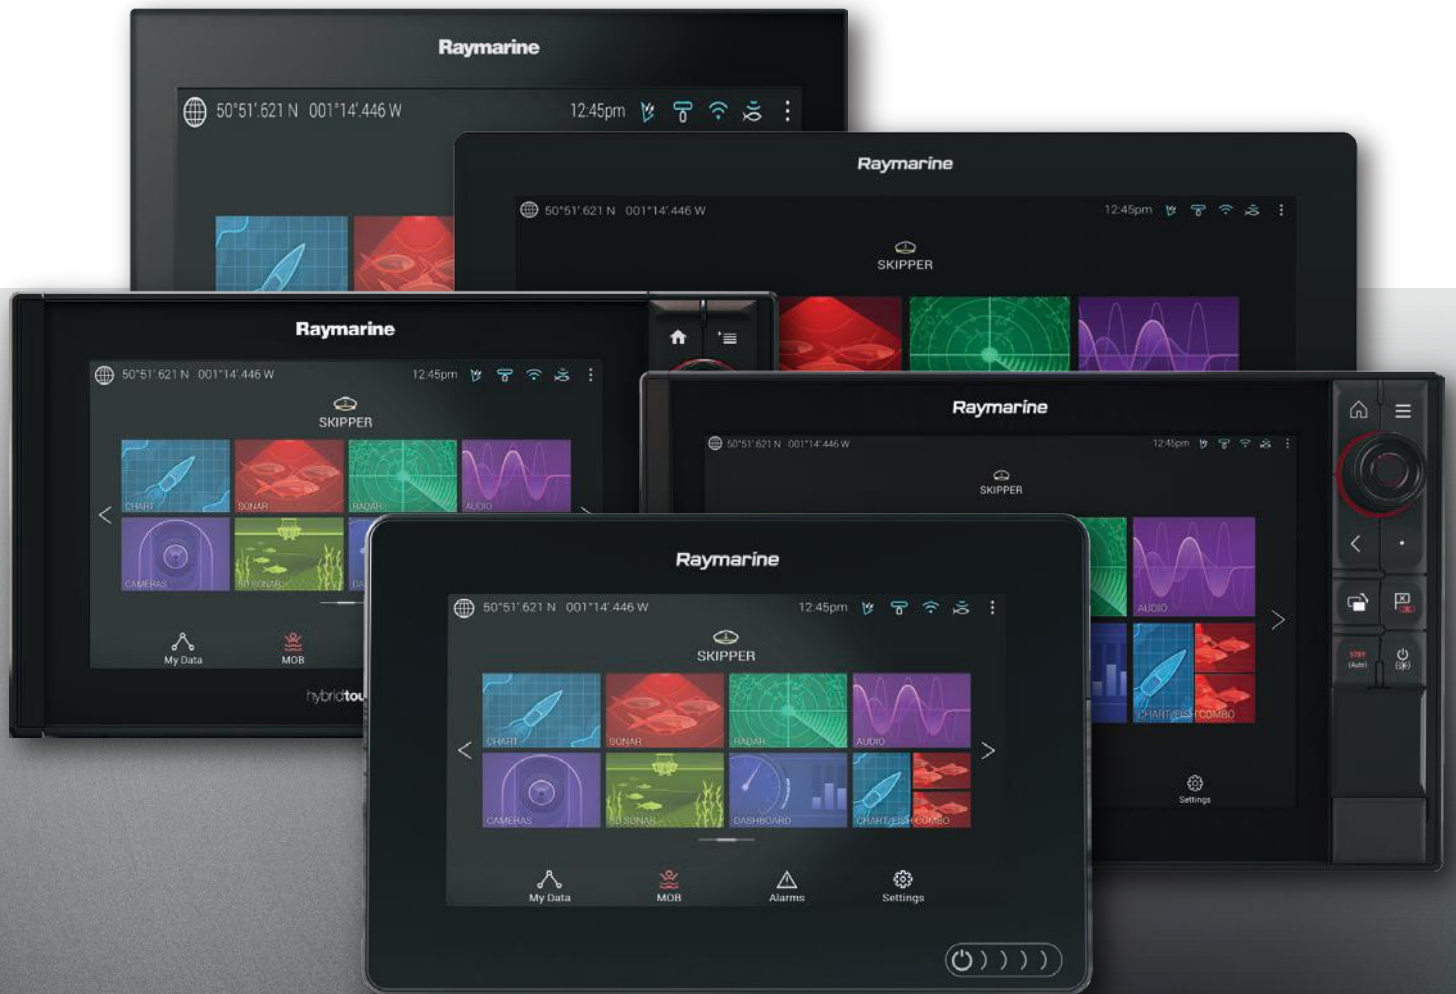 Raymarine
50°51'.621 N 001°14'.446 W 12:45pm
Raymarine
50°51'.621 N 001°14'.446 W 12:45pm
SKIPPER
Raymarine
50°51'.621 N 001°14'.446 W 12:45pm
SKIPPER
CHART SONAR RADAR AUDIO
CAMERAS 3D SONAR DA
My Data MOB
hybridtou
Raymarine
50°51'.621 N 001°14'.446 W 12:45pm
SKIPPER
AUDIO
CHART/FISH COMBO
Settings
STBY
(Auto)
Raymarine
50°51'.621 N 001°14'.446 W 12:45pm
SKIPPER
CHART SONAR RADAR AUDIO
CAMERAS 3D SONAR DASHBOARD CHART/FISH COMBO
My Data MOB Alarms Settings